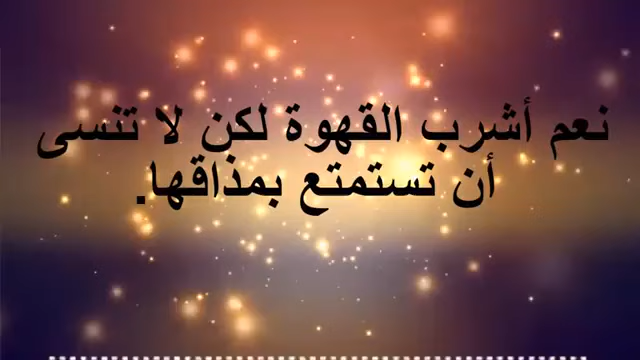 نعم أشرب القهوة لكن لا تنسى
أن تستمتع بمذاقها.